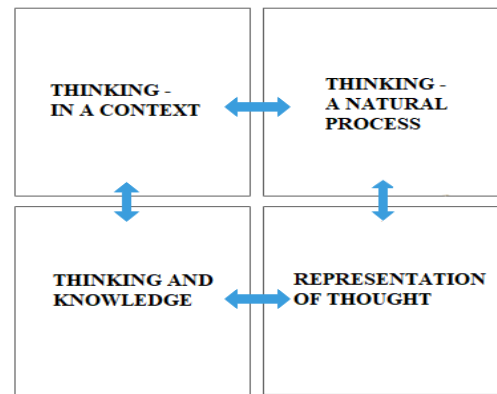 THINKING -
IN A CONTEXT
THINKING -
A NATURAL
PROCESS
THINKING AND
KNOWLEDGE
REPRESENTATION
OF THOUGHT